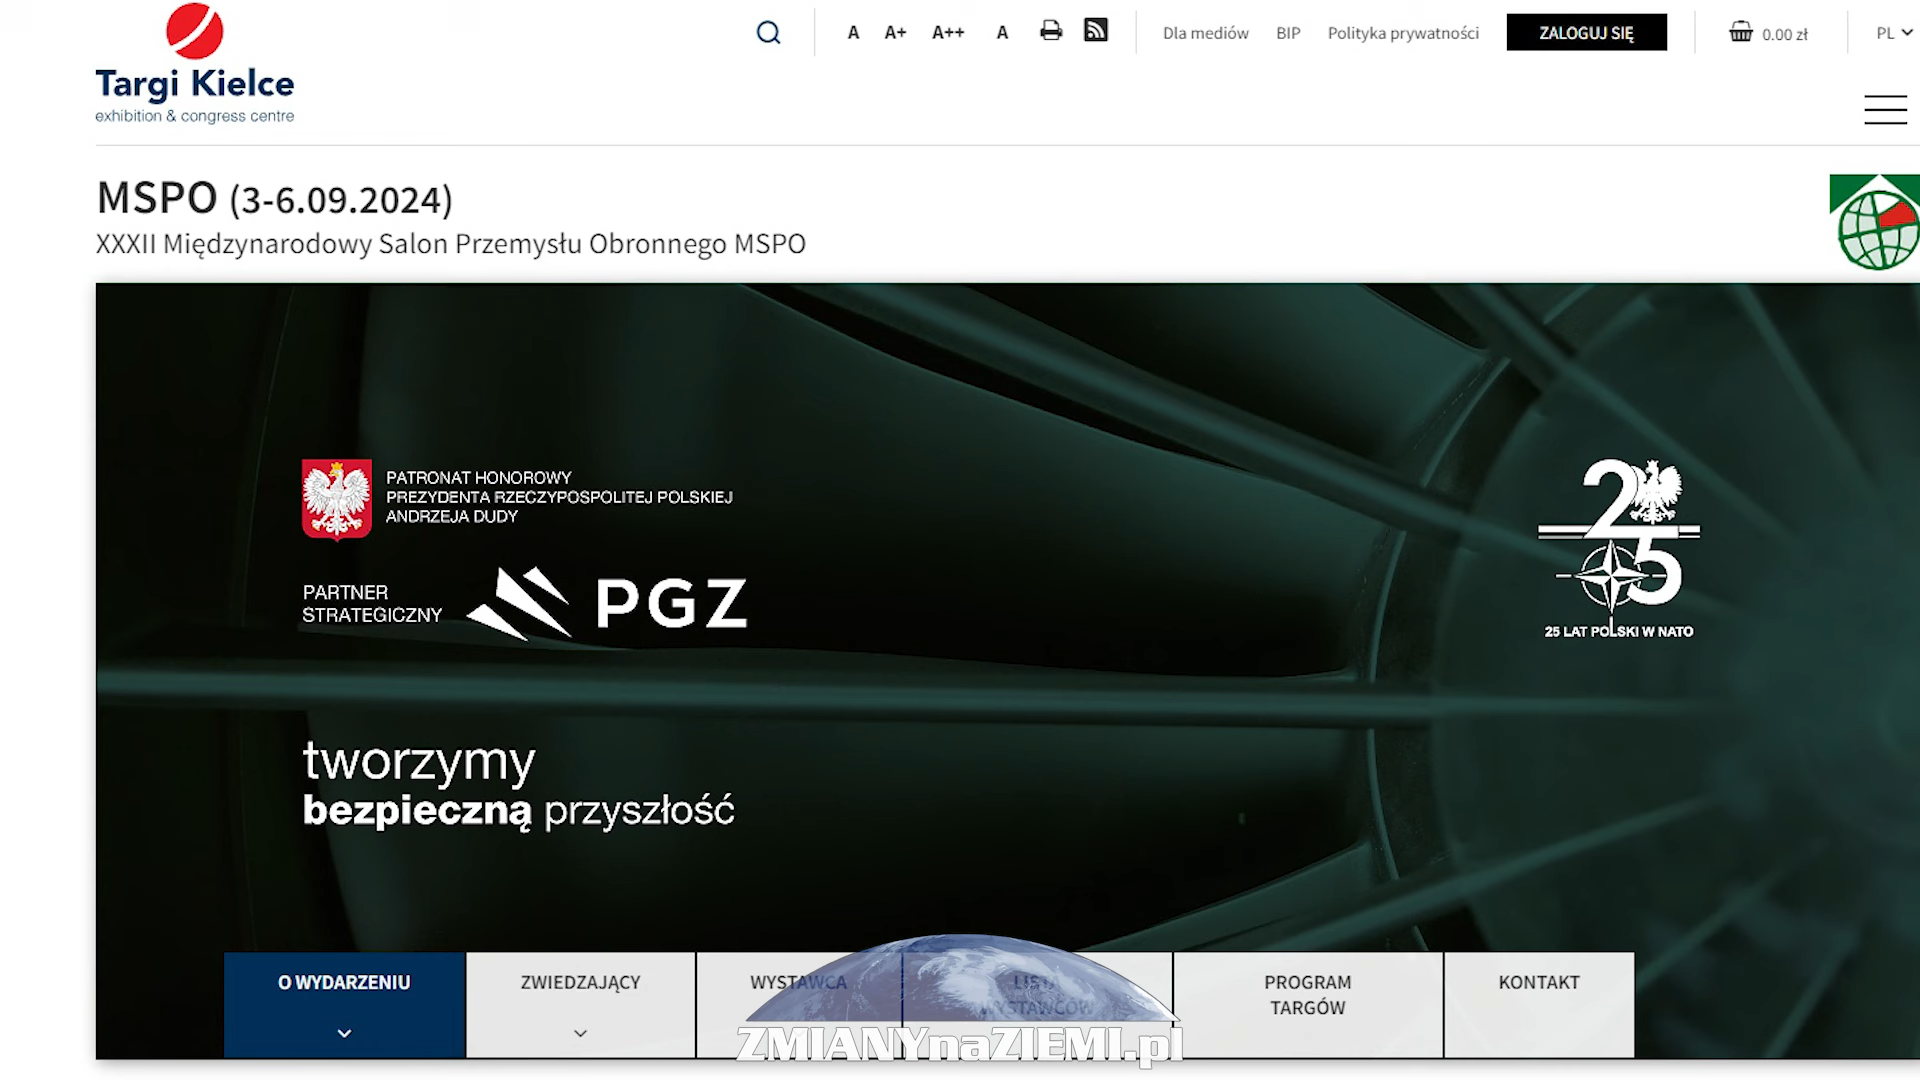 Targi Kielce
exhibition & congress centre
A A+ A++ A
Dla mediów BIP Polityka prywatności ZALOGUJ SIĘ 0.00 zł PL
MSPO (3-6.09.2024)
XXXII Międzynarodowy Salon Przemysłu Obronnego MSPO
PATRONAT HONOROWY
PREZYDENTA RZECZYPOSPOLITEJ POLSKIEJ
ANDRZEJA DUDY
PARTNER
STRATEGICZNY
PGZ
25
25 LAT POLSKI W NATO
tworzymy
bezpieczną przyszłość
O WYDARZENIU
ZWIEDZAJĄCY
WYSTAWCA
LISTA
WYSTAWCÓW
PROGRAM
TARGÓW
KONTAKT
ZMIANYnaZIEMI.pl